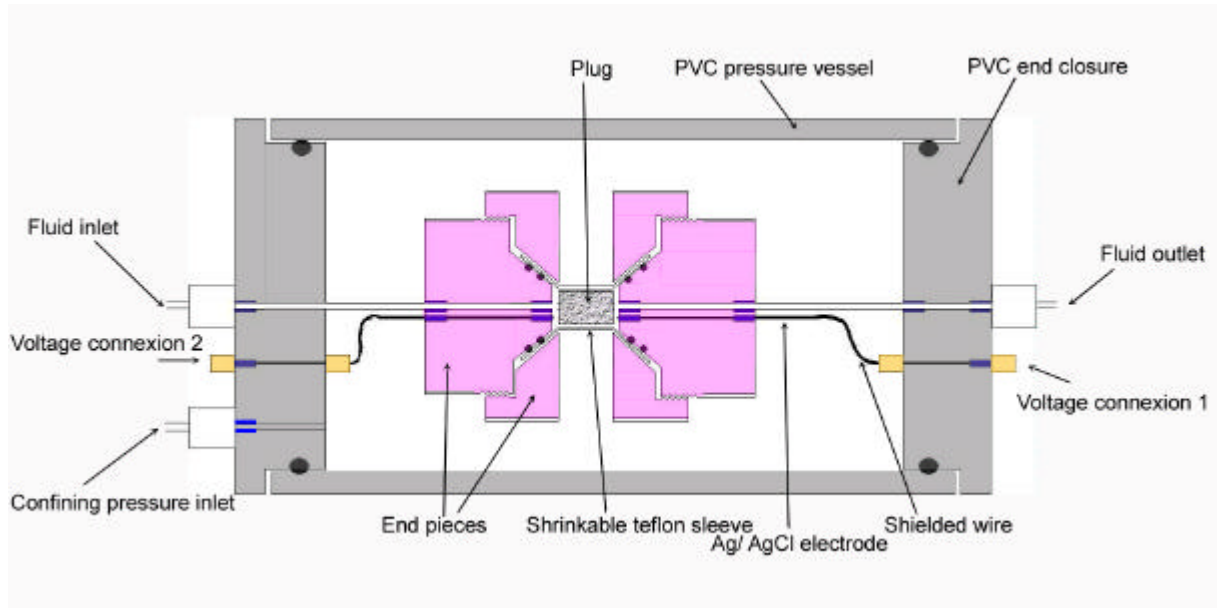 Plug
PVC pressure vessel
PVC end closure
Fluid inlet
Fluid outlet
Voltage connexion 2
Voltage connexion 1
Confining pressure inlet
End pieces
Shrinkable teflon sleeve
Shielded wire
Ag/ AgCl electrode